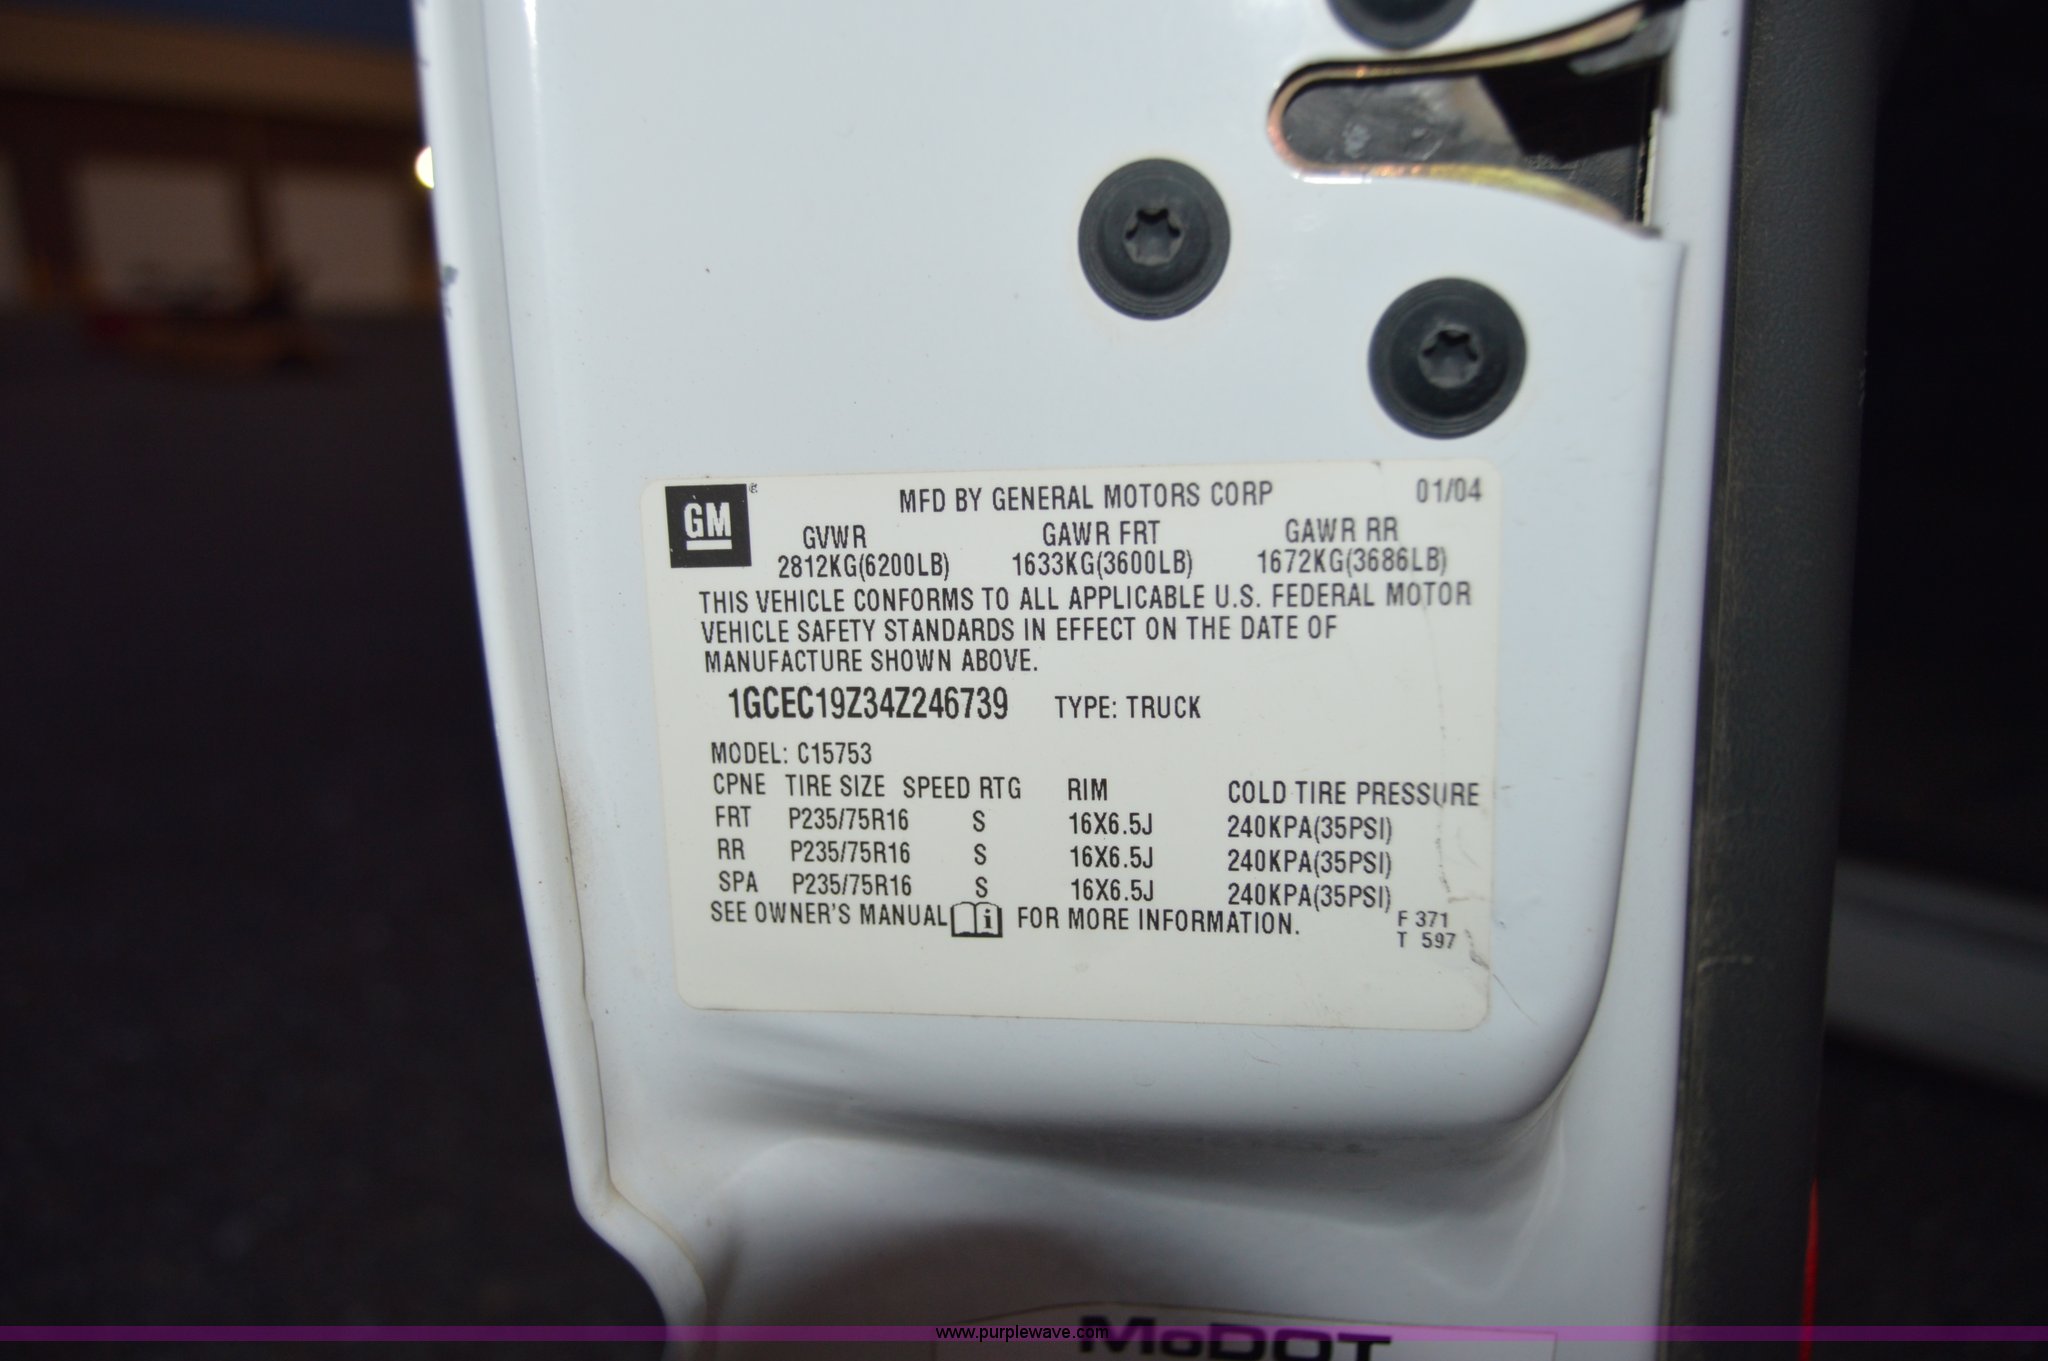 GM
MFD BY GENERAL MOTORS CORP 01/04
GVWR GAWR FRT GAWR RR
2812KG(6200LB) 1633KG(3600LB) 1672KG(3686LB)
THIS VEHICLE CONFORMS TO ALL APPLICABLE U.S. FEDERAL MOTOR
VEHICLE SAFETY STANDARDS IN EFFECT ON THE DATE OF
MANUFACTURE SHOWN ABOVE.
1GCEC19Z34Z246739 TYPE: TRUCK
MODEL: C15753
CPNE TIRE SIZE SPEED RTG RIM COLD TIRE PRESSURE
FRT P235/75R16 S 16X6.5J 240KPA(35PSI)
RR P235/75R16 S 16X6.5J 240KPA(35PSI)
SPA P235/75R16 S 16X6.5J 240KPA(35PSI)
SEE OWNER'S MANUAL i FOR MORE INFORMATION.
F 371
T 597
www.purplewave.com
MoDOT